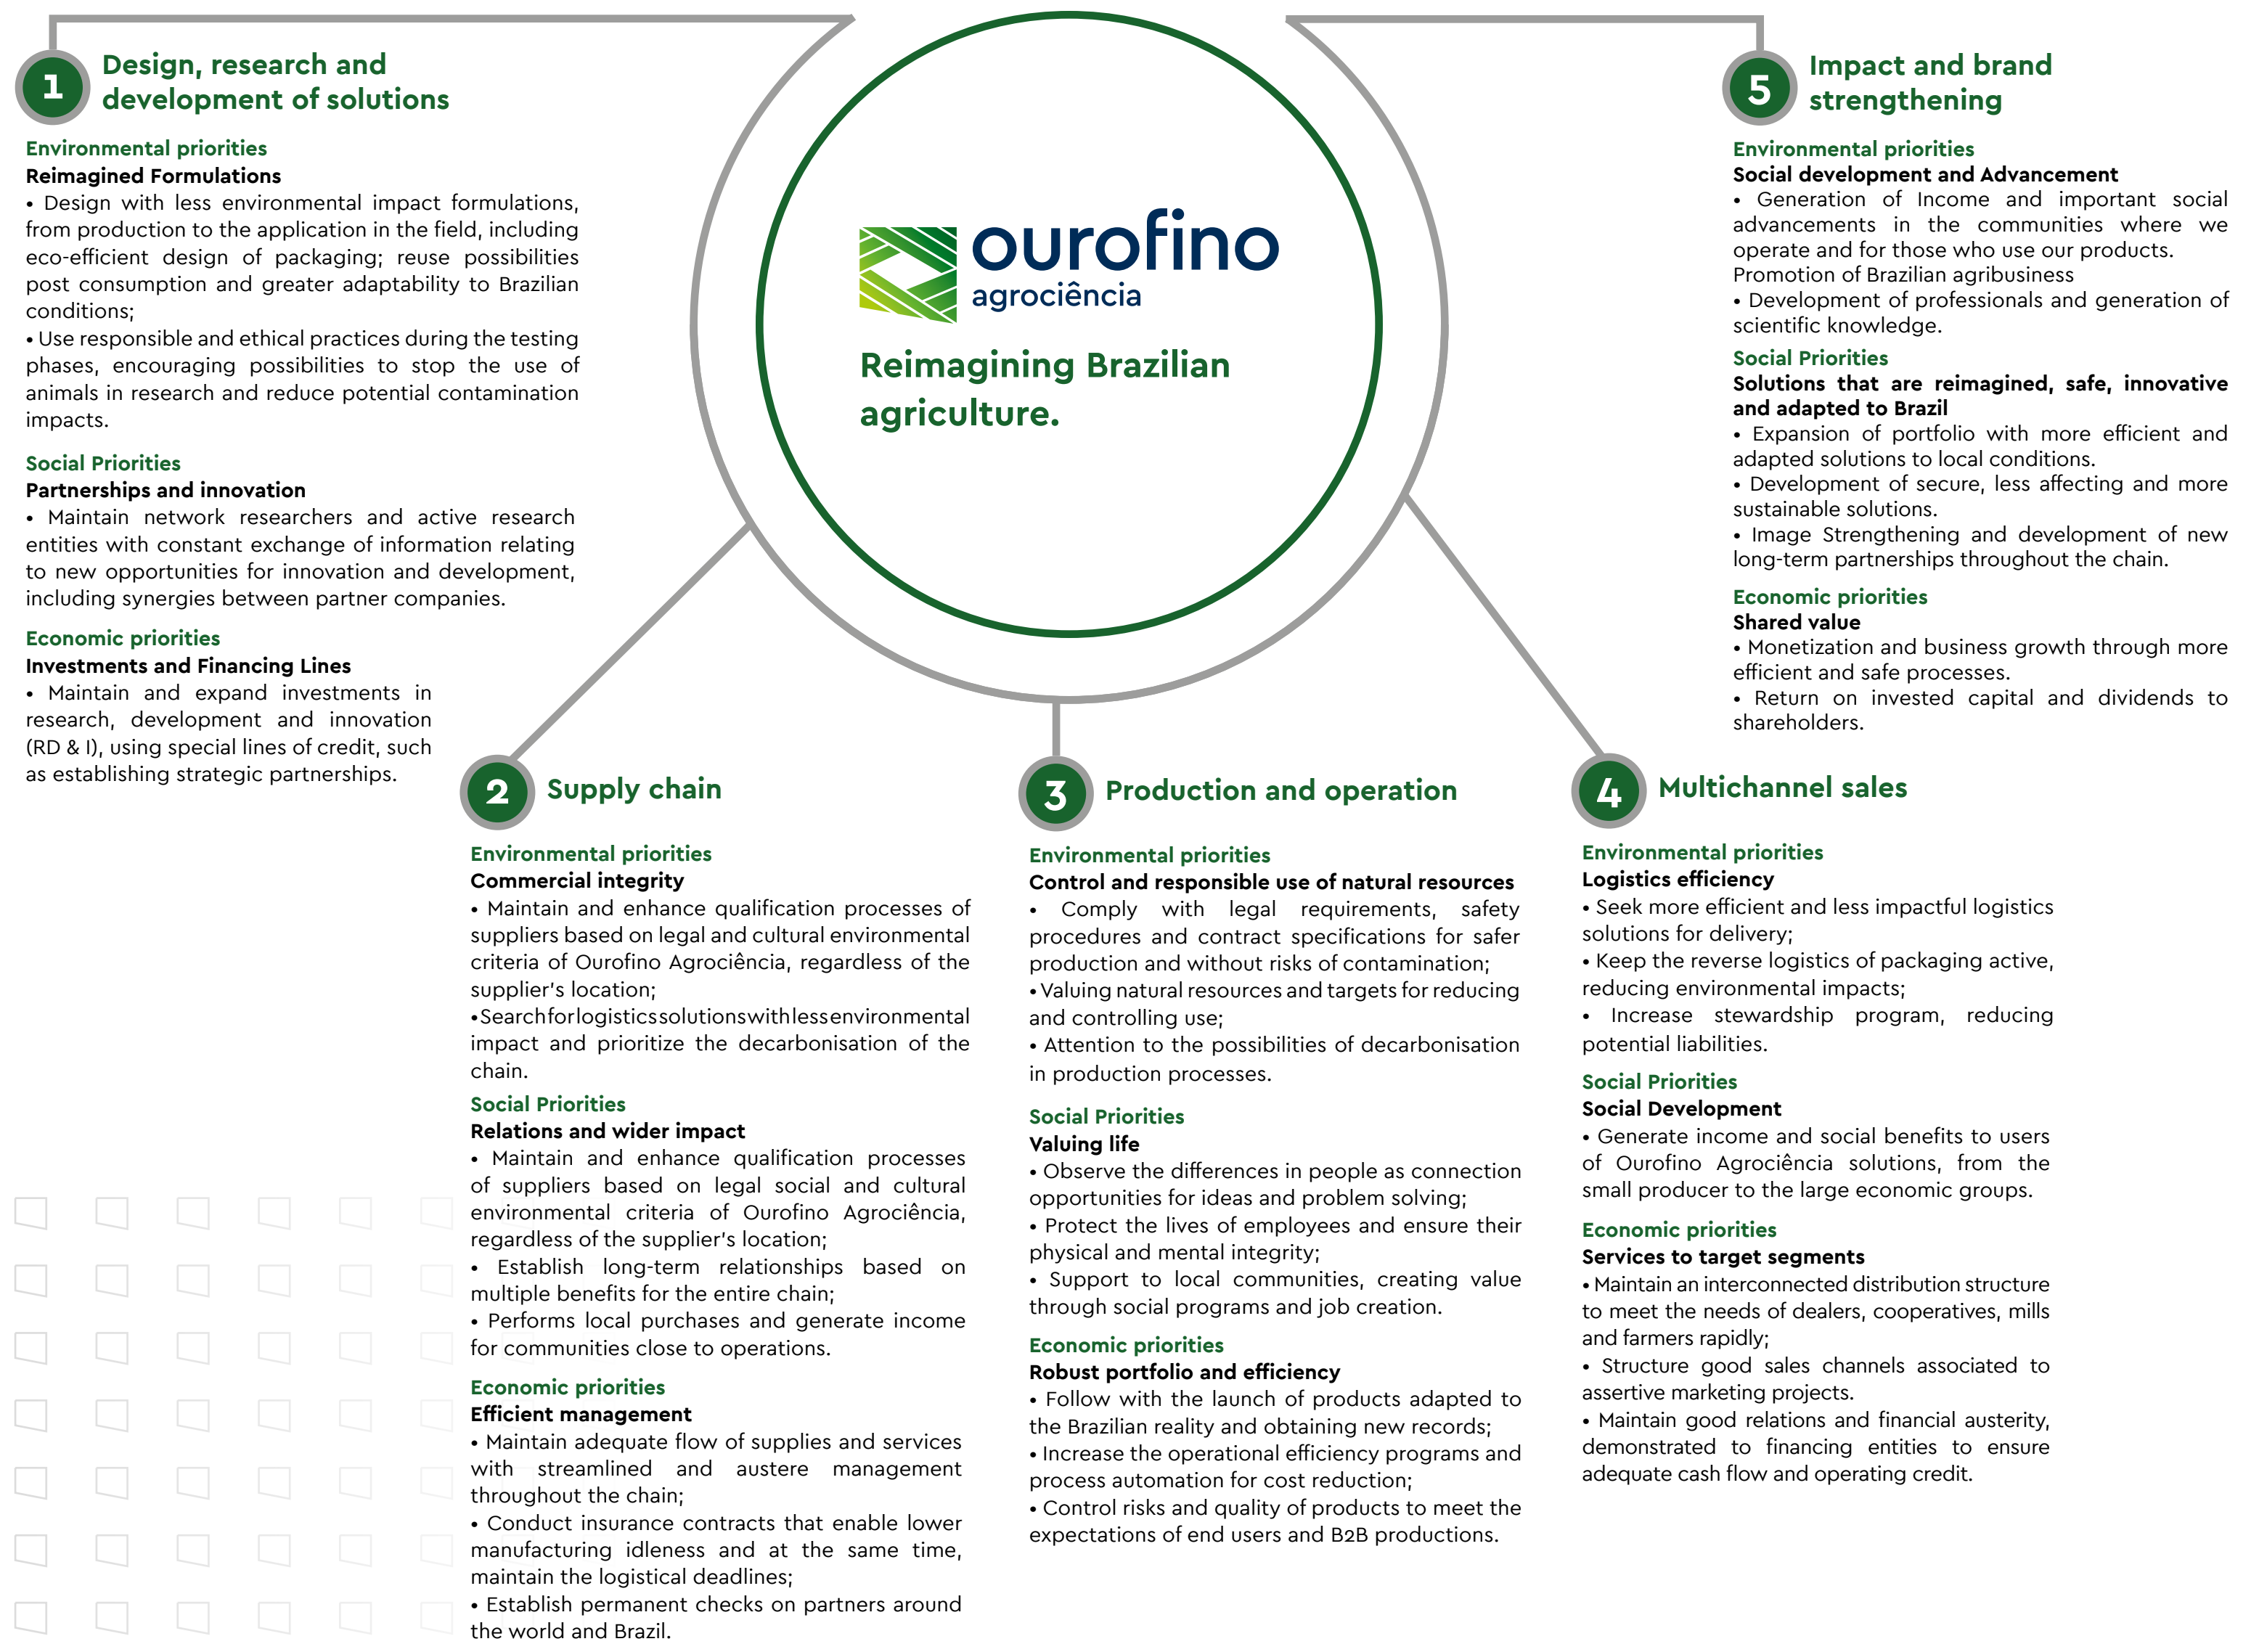 ourofino
agrociência
Reimagining Brazilian
agriculture.
1
Design, research and
development of solutions
Environmental priorities
Reimagined Formulations
• Design with less environmental impact formulations,
from production to the application in the field, including
eco-efficient design of packaging; reuse possibilities
post consumption and greater adaptability to Brazilian
conditions;
• Use responsible and ethical practices during the testing
phases, encouraging possibilities to stop the use of
animals in research and reduce potential contamination
impacts.
Social Priorities
Partnerships and innovation
• Maintain network researchers and active research
entities with constant exchange of information relating
to new opportunities for innovation and development,
including synergies between partner companies.
Economic priorities
Investments and Financing Lines
• Maintain and expand investments in
research, development and innovation
(RD & I), using special lines of credit, such
as establishing strategic partnerships.
2
Supply chain
Environmental priorities
Commercial integrity
• Maintain and enhance qualification processes of
suppliers based on legal and cultural environmental
criteria of Ourofino Agrociência, regardless of the
supplier's location;
• Search for logistics solutions with less environmental
impact and prioritize the decarbonisation of the
chain.
Social Priorities
Relations and wider impact
• Maintain and enhance qualification processes
of suppliers based on legal social and cultural
environmental criteria of Ourofino Agrociência,
regardless of the supplier's location;
• Establish long-term relationships based on
multiple benefits for the entire chain;
• Performs local purchases and generate income
for communities close to operations.
Economic priorities
Efficient management
• Maintain adequate flow of supplies and services
with streamlined and austere management
throughout the chain;
• Conduct insurance contracts that enable lower
manufacturing idleness and at the same time,
maintain the logistical deadlines;
• Establish permanent checks on partners around
the world and Brazil.
3
Production and operation
Environmental priorities
Control and responsible use of natural resources
• Comply with legal requirements, safety
procedures and contract specifications for safer
production and without risks of contamination;
• Valuing natural resources and targets for reducing
and controlling use;
• Attention to the possibilities of decarbonisation
in production processes.
Social Priorities
Valuing life
• Observe the differences in people as connection
opportunities for ideas and problem solving;
• Protect the lives of employees and ensure their
physical and mental integrity;
• Support to local communities, creating value
through social programs and job creation.
Economic priorities
Robust portfolio and efficiency
• Follow with the launch of products adapted to
the Brazilian reality and obtaining new records;
• Increase the operational efficiency programs and
process automation for cost reduction;
• Control risks and quality of products to meet the
expectations of end users and B2B productions.
4
Multichannel sales
Environmental priorities
Logistics efficiency
• Seek more efficient and less impactful logistics
solutions for delivery;
• Keep the reverse logistics of packaging active,
reducing environmental impacts;
• Increase stewardship program, reducing
potential liabilities.
Social Priorities
Social Development
• Generate income and social benefits to users
of Ourofino Agrociência solutions, from the
small producer to the large economic groups.
Economic priorities
Services to target segments
• Maintain an interconnected distribution structure
to meet the needs of dealers, cooperatives, mills
and farmers rapidly;
• Structure good sales channels associated to
assertive marketing projects.
• Maintain good relations and financial austerity,
demonstrated to financing entities to ensure
adequate cash flow and operating credit.
5
Impact and brand
strengthening
Environmental priorities
Social development and Advancement
• Generation of Income and important social
advancements in the communities where we
operate and for those who use our products.
Promotion of Brazilian agribusiness
• Development of professionals and generation of
scientific knowledge.
Social Priorities
Solutions that are reimagined, safe, innovative
and adapted to Brazil
• Expansion of portfolio with more efficient and
adapted solutions to local conditions.
• Development of secure, less affecting and more
sustainable solutions.
• Image Strengthening and development of new
long-term partnerships throughout the chain.
Economic priorities
Shared value
• Monetization and business growth through more
efficient and safe processes.
• Return on invested capital and dividends to
shareholders.